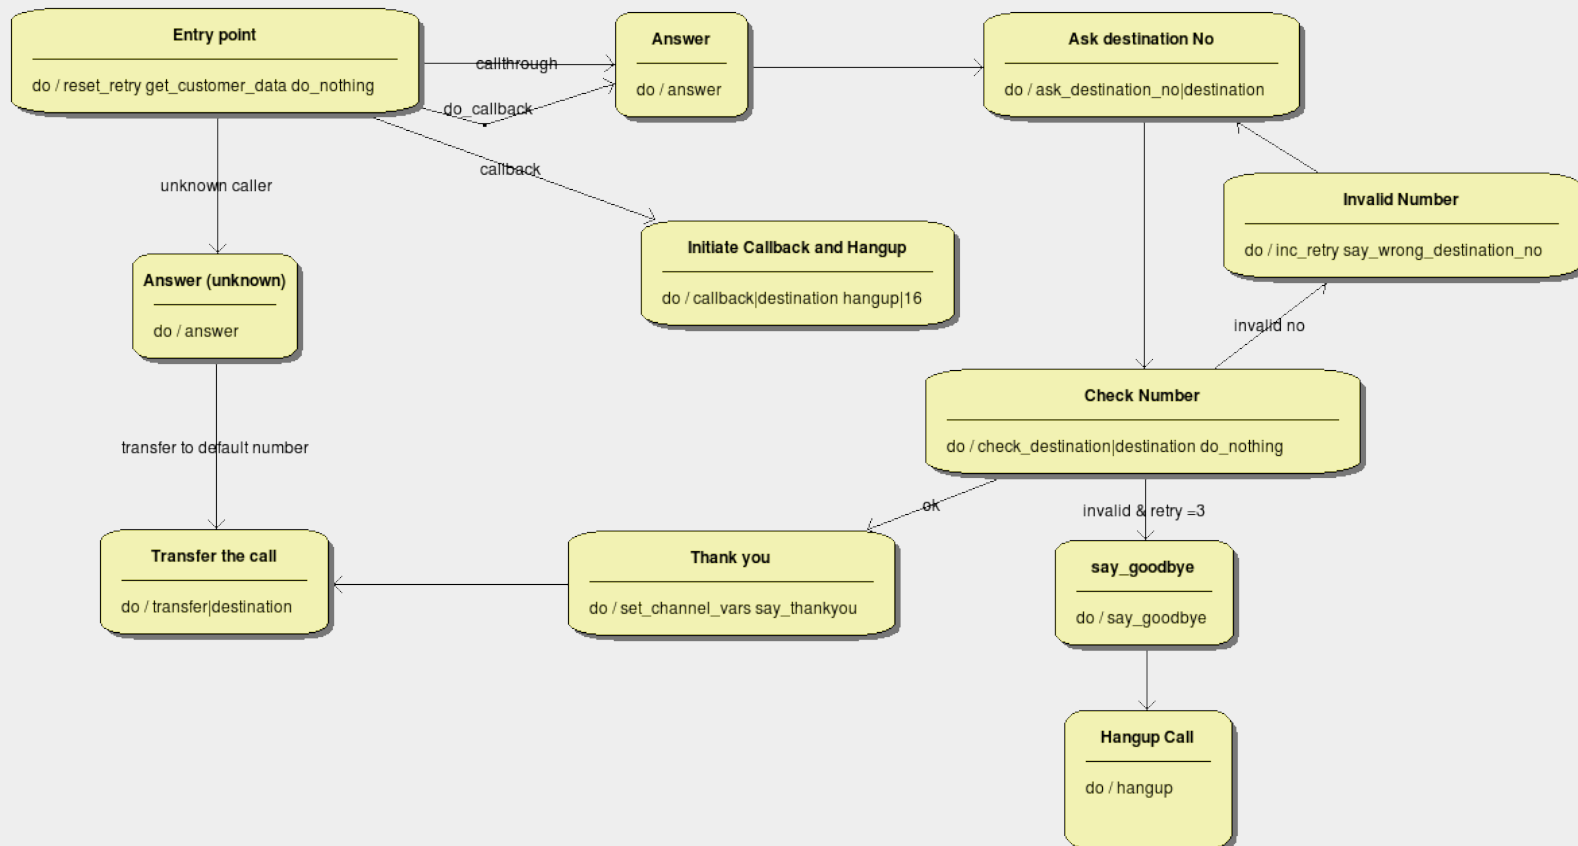 Entry point
do / reset_retry get_customer_data do_nothing
callthrough
do_callback
callback
unknown caller
Answer
do / answer
Ask destination No
do / ask_destination_no|destination
Invalid Number
do / inc_retry say_wrong_destination_no
Initiate Callback and Hangup
do / callback|destination hangup|16
Answer (unknown)
do / answer
invalid no
Check Number
do / check_destination|destination do_nothing
transfer to default number
ok
invalid & retry =3
Transfer the call
do / transfer|destination
Thank you
do / set_channel_vars say_thankyou
say_goodbye
do / say_goodbye
Hangup Call
do / hangup